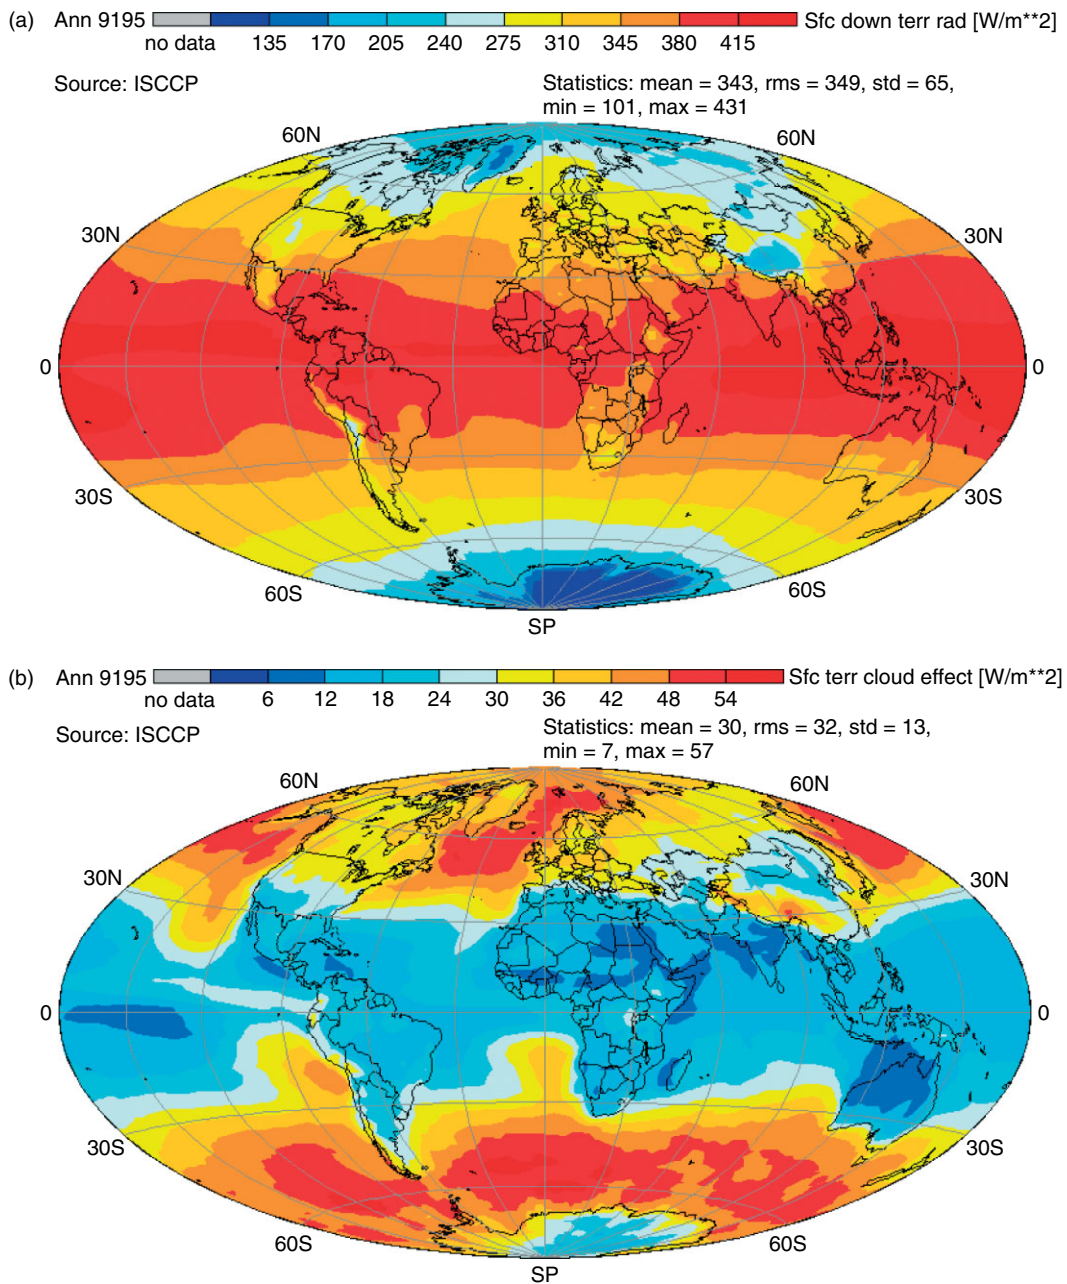 (a) Ann 9195 Sfc down terr rad [W/m**2]
no data 135 170 205 240 275 310 345 380 415
Source: ISCCP
Statistics: mean = 343, rms = 349, std = 65,
min = 101, max = 431
60N 60N
30N 30N
0 0
30S 30S
60S 60S
SP
(b) Ann 9195 Sfc terr cloud effect [W/m**2]
no data 6 12 18 24 30 36 42 48 54
Source: ISCCP
Statistics: mean = 30, rms = 32, std = 13,
min = 7, max = 57
60N 60N
30N 30N
0 0
30S 30S
60S 60S
SP